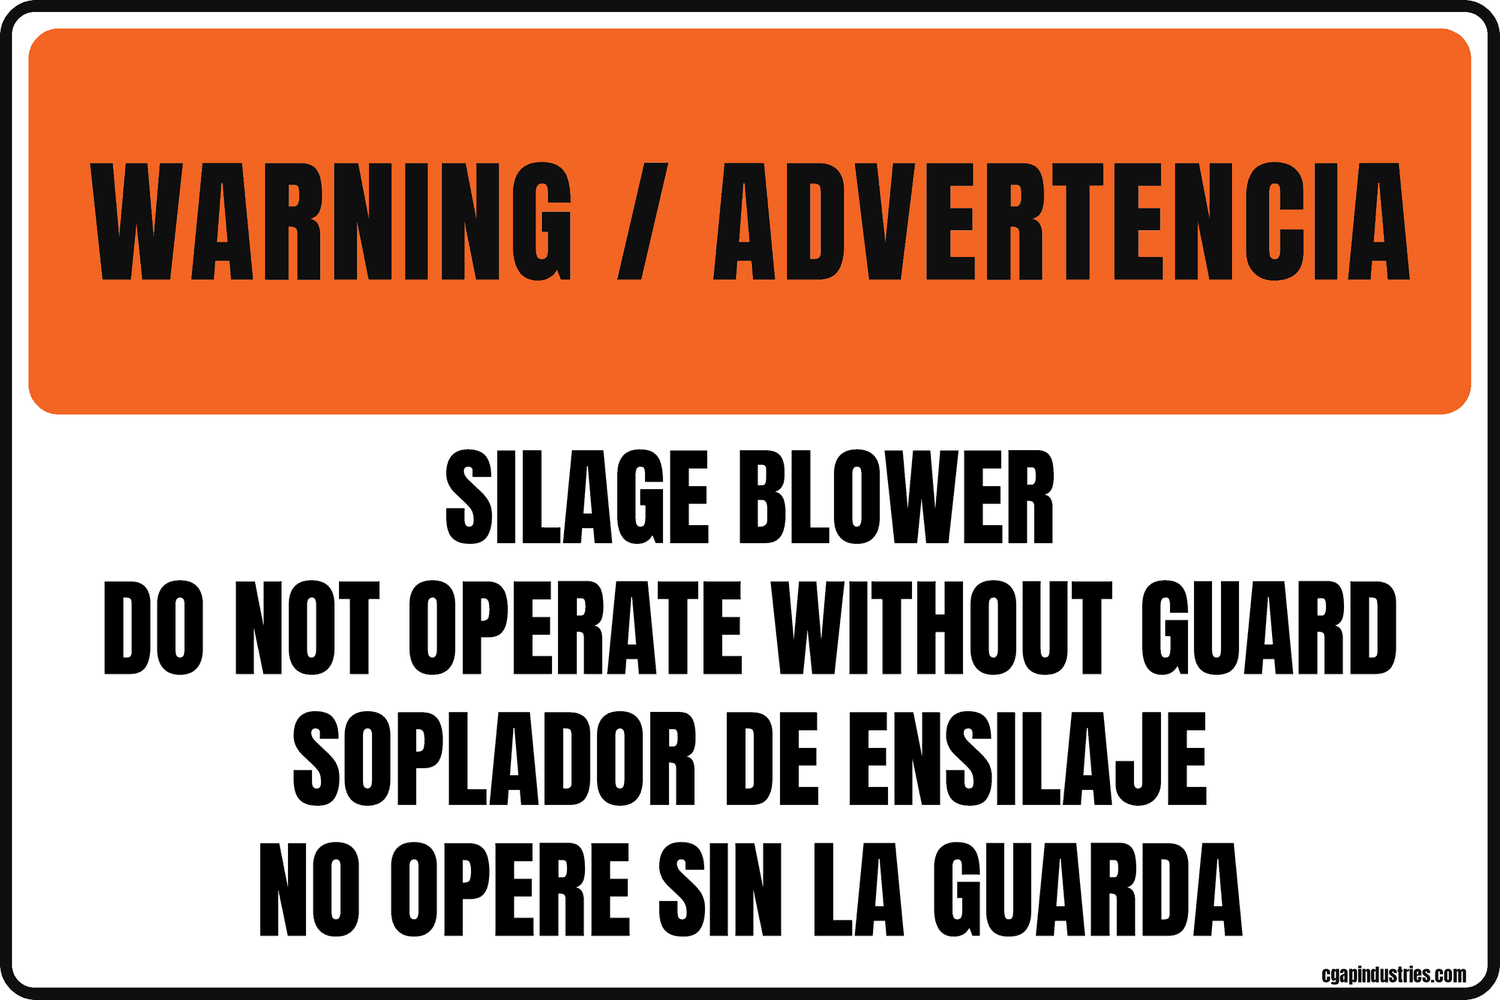 WARNING / ADVERTENCIA
SILAGE BLOWER
DO NOT OPERATE WITHOUT GUARD
SOPLADOR DE ENSILAJE
NO OPERE SIN LA GUARDA
cgapindustries.com